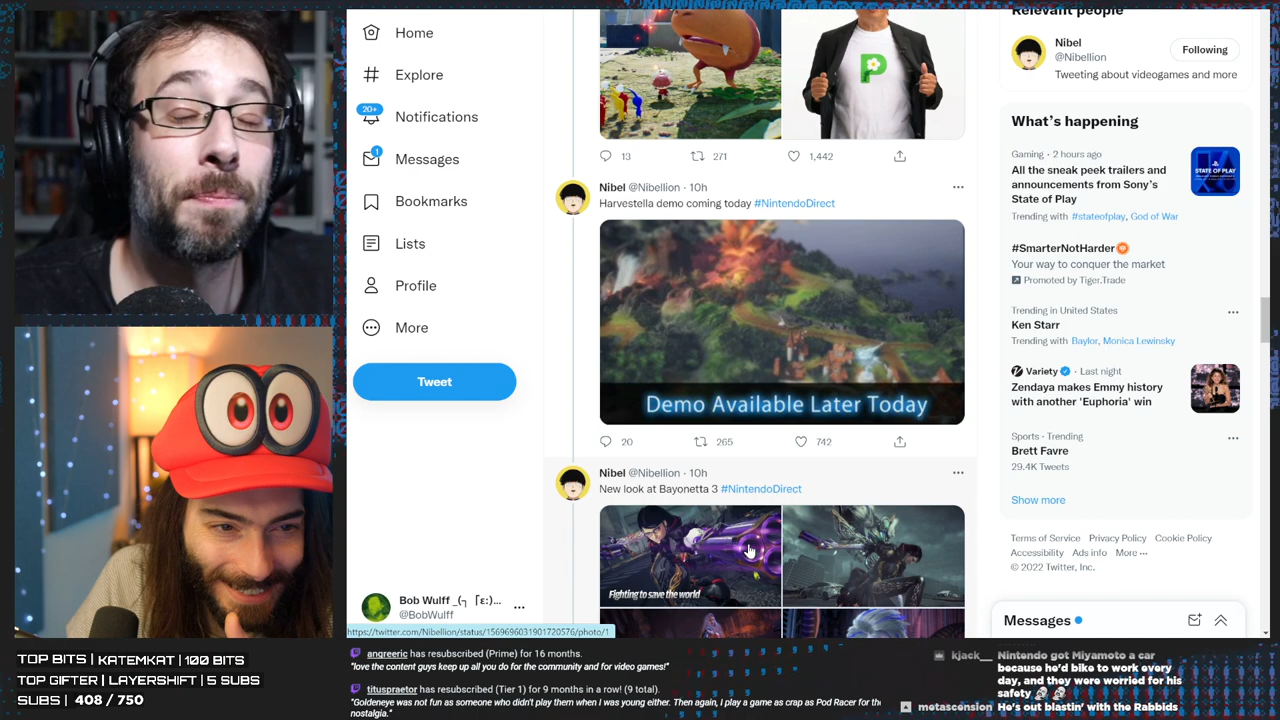 Home
Explore
20+
Notifications
1
Messages
Bookmarks
Lists
Profile
More
Tweet
Bob Wulff _(┐「ε:)...
@BobWulff
https://twitter.com/Nibellion/status/1569696031901720576/photo/1
P
13
271
1,442
Nibel @Nibellion · 10h
Harvestella demo coming today #NintendoDirect
Demo Available Later Today
20
265
742
Nibel @Nibellion · 10h
New look at Bayonetta 3 #NintendoDirect
Fighting to save the world
Relevant people
Nibel
@Nibellion
Following
Tweeting about videogames and more
What's happening
Gaming · 2 hours ago
All the sneak peek trailers and
announcements from Sony's
State of Play
STATE OF PLAY
Trending with #stateofplay, God of War
#SmarterNotHarder
Your way to conquer the market
Promoted by Tiger.Trade
Trending in United States
Ken Starr
Trending with Baylor, Monica Lewinsky
Variety · Last night
Zendaya makes Emmy history
with another 'Euphoria' win
Sports · Trending
Brett Favre
29.4K Tweets
Show more
Terms of Service Privacy Policy Cookie Policy
Accessibility Ads info More ···
© 2022 Twitter, Inc.
Messages
TOP BITS | KATEMKAT | 100 BITS
TOP GIFTER | LAYERSHIFT | 5 SUBS
SUBS | 408 / 750
angreeric has resubscribed (Prime) for 16 months.
"love the content guys keep up all you do for the community and for video games!"
tituspraetor has resubscribed (Tier 1) for 9 months in a row! (9 total).
"Goldeneye was not fun as someone who didn't play them when I was young either. Then again, I play a game as crap as Pod Racer for the
nostalgia."
kjack__ Nintendo got Miyamoto a car
because he'd bike to work every
day, and they were worried for his
safety
metascension He's out blastin' with the Rabbids